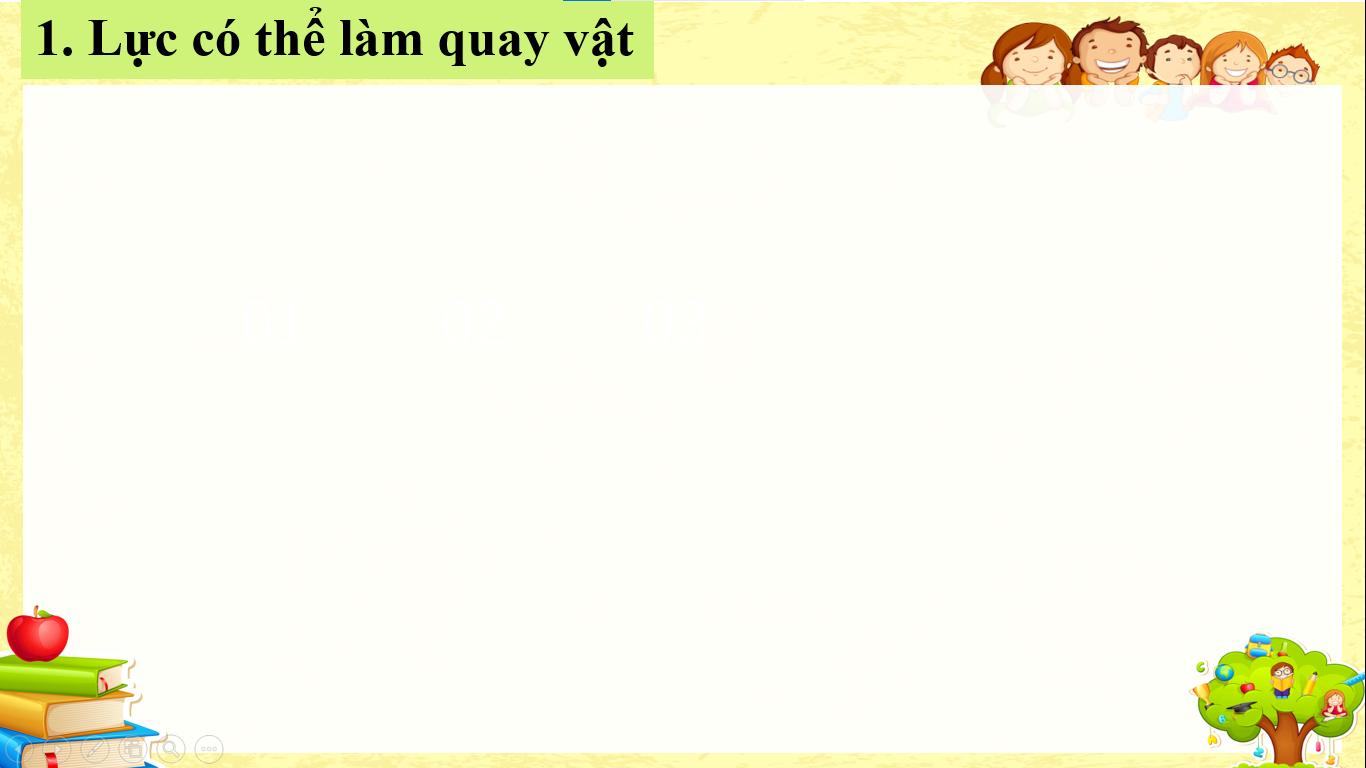 1. Lực có thể làm quay vật